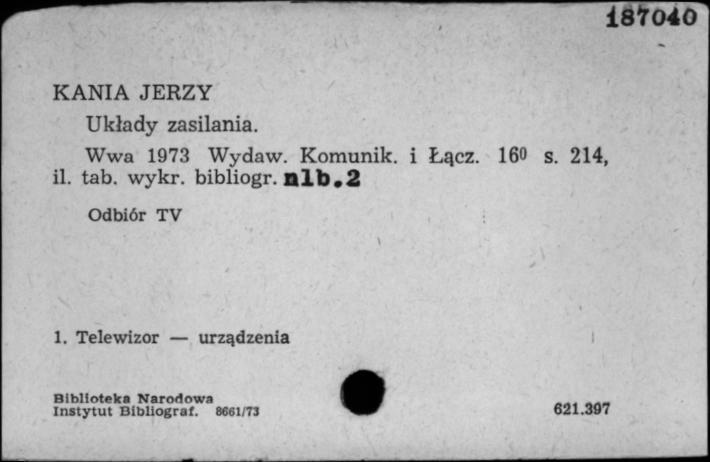 187040
KANIA JERZY
Układy zasilania.
Wwa 1973 Wydaw. Komunik. i Łącz. 16⁰ s. 214,
il. tab. wykr. bibliogr. nlb.2
Odbiór TV
1. Telewizor — urządzenia
Biblioteka Narodowa
Instytut Bibliograf. 8661/73
621.397